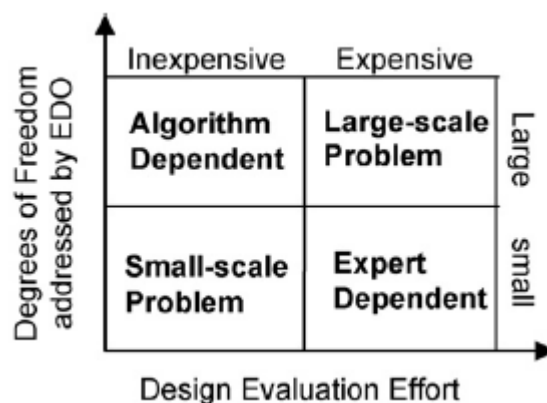 Inexpensive
Expensive
Algorithm
Dependent
Large-scale
Problem
Large
Small-scale
Problem
Expert
Dependent
small
Degrees of Freedom
addressed by EDO
Design Evaluation Effort